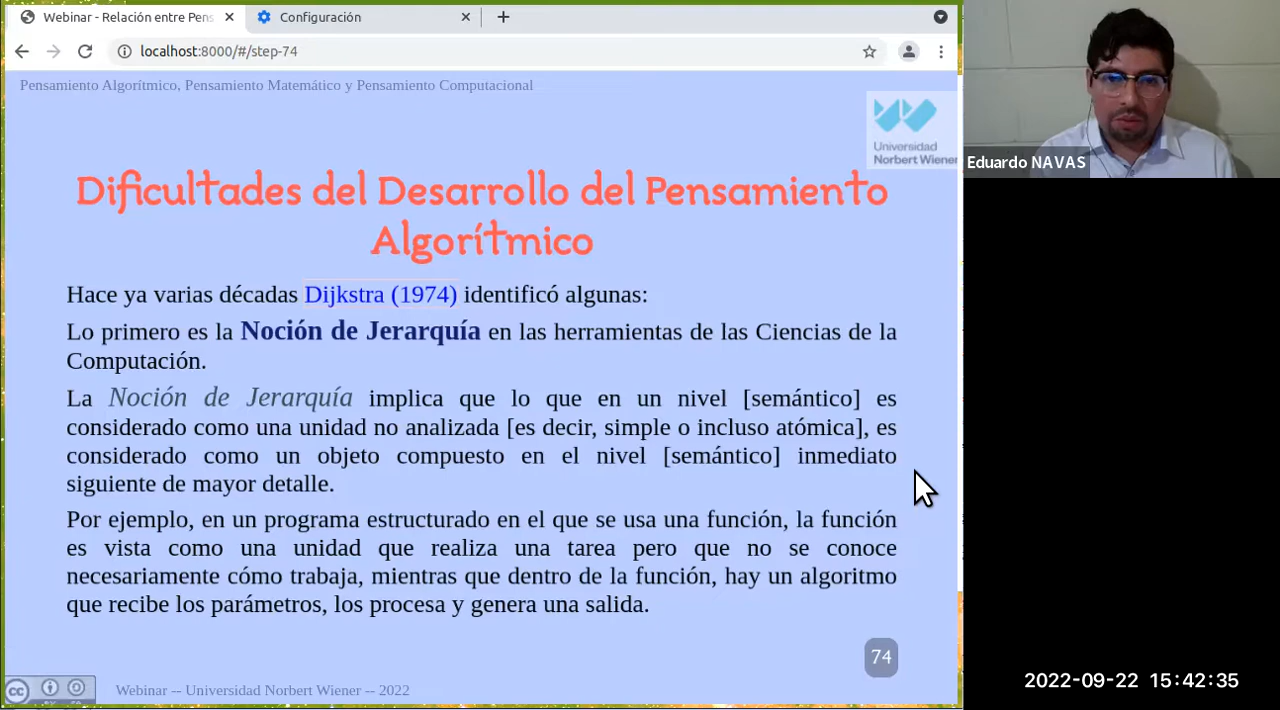 Webinar - Relación entre Pens
Configuración
localhost:8000/#/step-74
Pensamiento Algorítmico, Pensamiento Matemático y Pensamiento Computacional
Universidad
Norbert Wiener
Eduardo NAVAS
Dificultades del Desarrollo del Pensamiento
Algorítmico
Hace ya varias décadas Dijkstra (1974) identificó algunas:
Lo primero es la Noción de Jerarquía en las herramientas de las Ciencias de la
Computación.
La Noción de Jerarquía implica que lo que en un nivel [semántico] es
considerado como una unidad no analizada [es decir, simple o incluso atómica], es
considerado como un objeto compuesto en el nivel [semántico] inmediato
siguiente de mayor detalle.
Por ejemplo, en un programa estructurado en el que se usa una función, la función
es vista como una unidad que realiza una tarea pero que no se conoce
necesariamente cómo trabaja, mientras que dentro de la función, hay un algoritmo
que recibe los parámetros, los procesa y genera una salida.
74
cc
Webinar -- Universidad Norbert Wiener -- 2022
2022-09-22 15:42:35